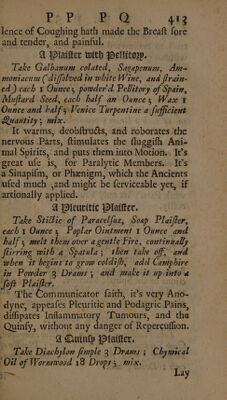 P P P Q 413
lence of Coughing hath made the Breaſt ſore
and tender, and painful.
A Plaiſter with Pellitory.
Take Galbanum colated, Sagapenum, Am-
moniacum (diſſolved in white Wine, and ſtrain-
ed) each 1 Ounce; powder'd Pellitory of Spain,
Muſtard Seed, each half an Ounce; Wax 1
Ounce and half; Venice Turpentine a ſufficient
Quantity; mix.
It warms, deobſtructs, and roborates the
nervous Parts, ſtimulates the ſluggiſh Ani-
mal Spirits, and puts them into Motion. It's
great uſe is, for Paralytic Members. It's
a Sinapiſm, or Phœnigm, which the Ancients
uſed much, and might be ſerviceable yet, if
artionally applied.
A Pleuritic Plaiſter.
Take Stictic of Paracelſus, Soap Plaiſter,
each 1 Ounce; Poplar Ointment 1 Ounce and
half; melt them over a gentle Fire, continually
ſtirring with a Spatula; then take off, and
when it begins to grow coldiſh, add Camphire
in Powder 3 Drams; and make it up into a
ſoft Plaiſter.
The Communicator ſaith, it's very Ano-
dyne, appeaſes Pleuritic and Podagric Pains,
diſſipates Inflammatory Tumours, and the
Quinſy, without any danger of Repercuſſion.
A Quinſy Plaiſter.
Take Diachylon ſimple 3 Drams; Chymical
Oil of Wormwood 18 Drops; mix.
Lay